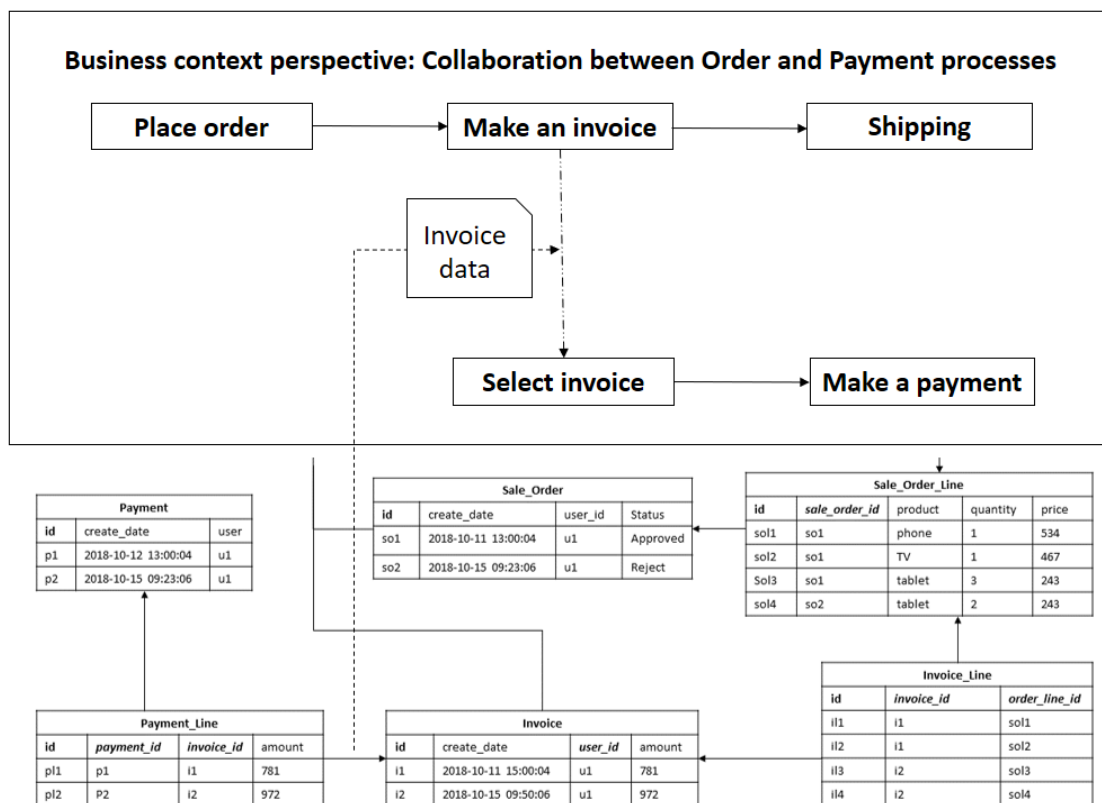 Business context perspective: Collaboration between Order and Payment processes
Place order
Make an invoice
Shipping
Invoice
data
Select invoice
Make a payment
Payment
id create_date user
p1 2018-10-12 13:00:04 u1
p2 2018-10-15 09:23:06 u1
Sale_Order
id create_date user_id Status
so1 2018-10-11 13:00:04 u1 Approved
so2 2018-10-15 09:23:06 u1 Reject
Sale_Order_Line
id sale_order_id product quantity price
sol1 so1 phone 1 534
sol2 so1 TV 1 467
Sol3 so1 tablet 3 243
sol4 so2 tablet 2 243
Payment_Line
id payment_id invoice_id amount
pl1 p1 i1 781
pl2 P2 i2 972
Invoice
id create_date user_id amount
i1 2018-10-11 15:00:04 u1 781
i2 2018-10-15 09:50:06 u1 972
Invoice_Line
id invoice_id order_line_id
il1 i1 sol1
il2 i1 sol2
il3 i2 sol3
il4 i2 sol4